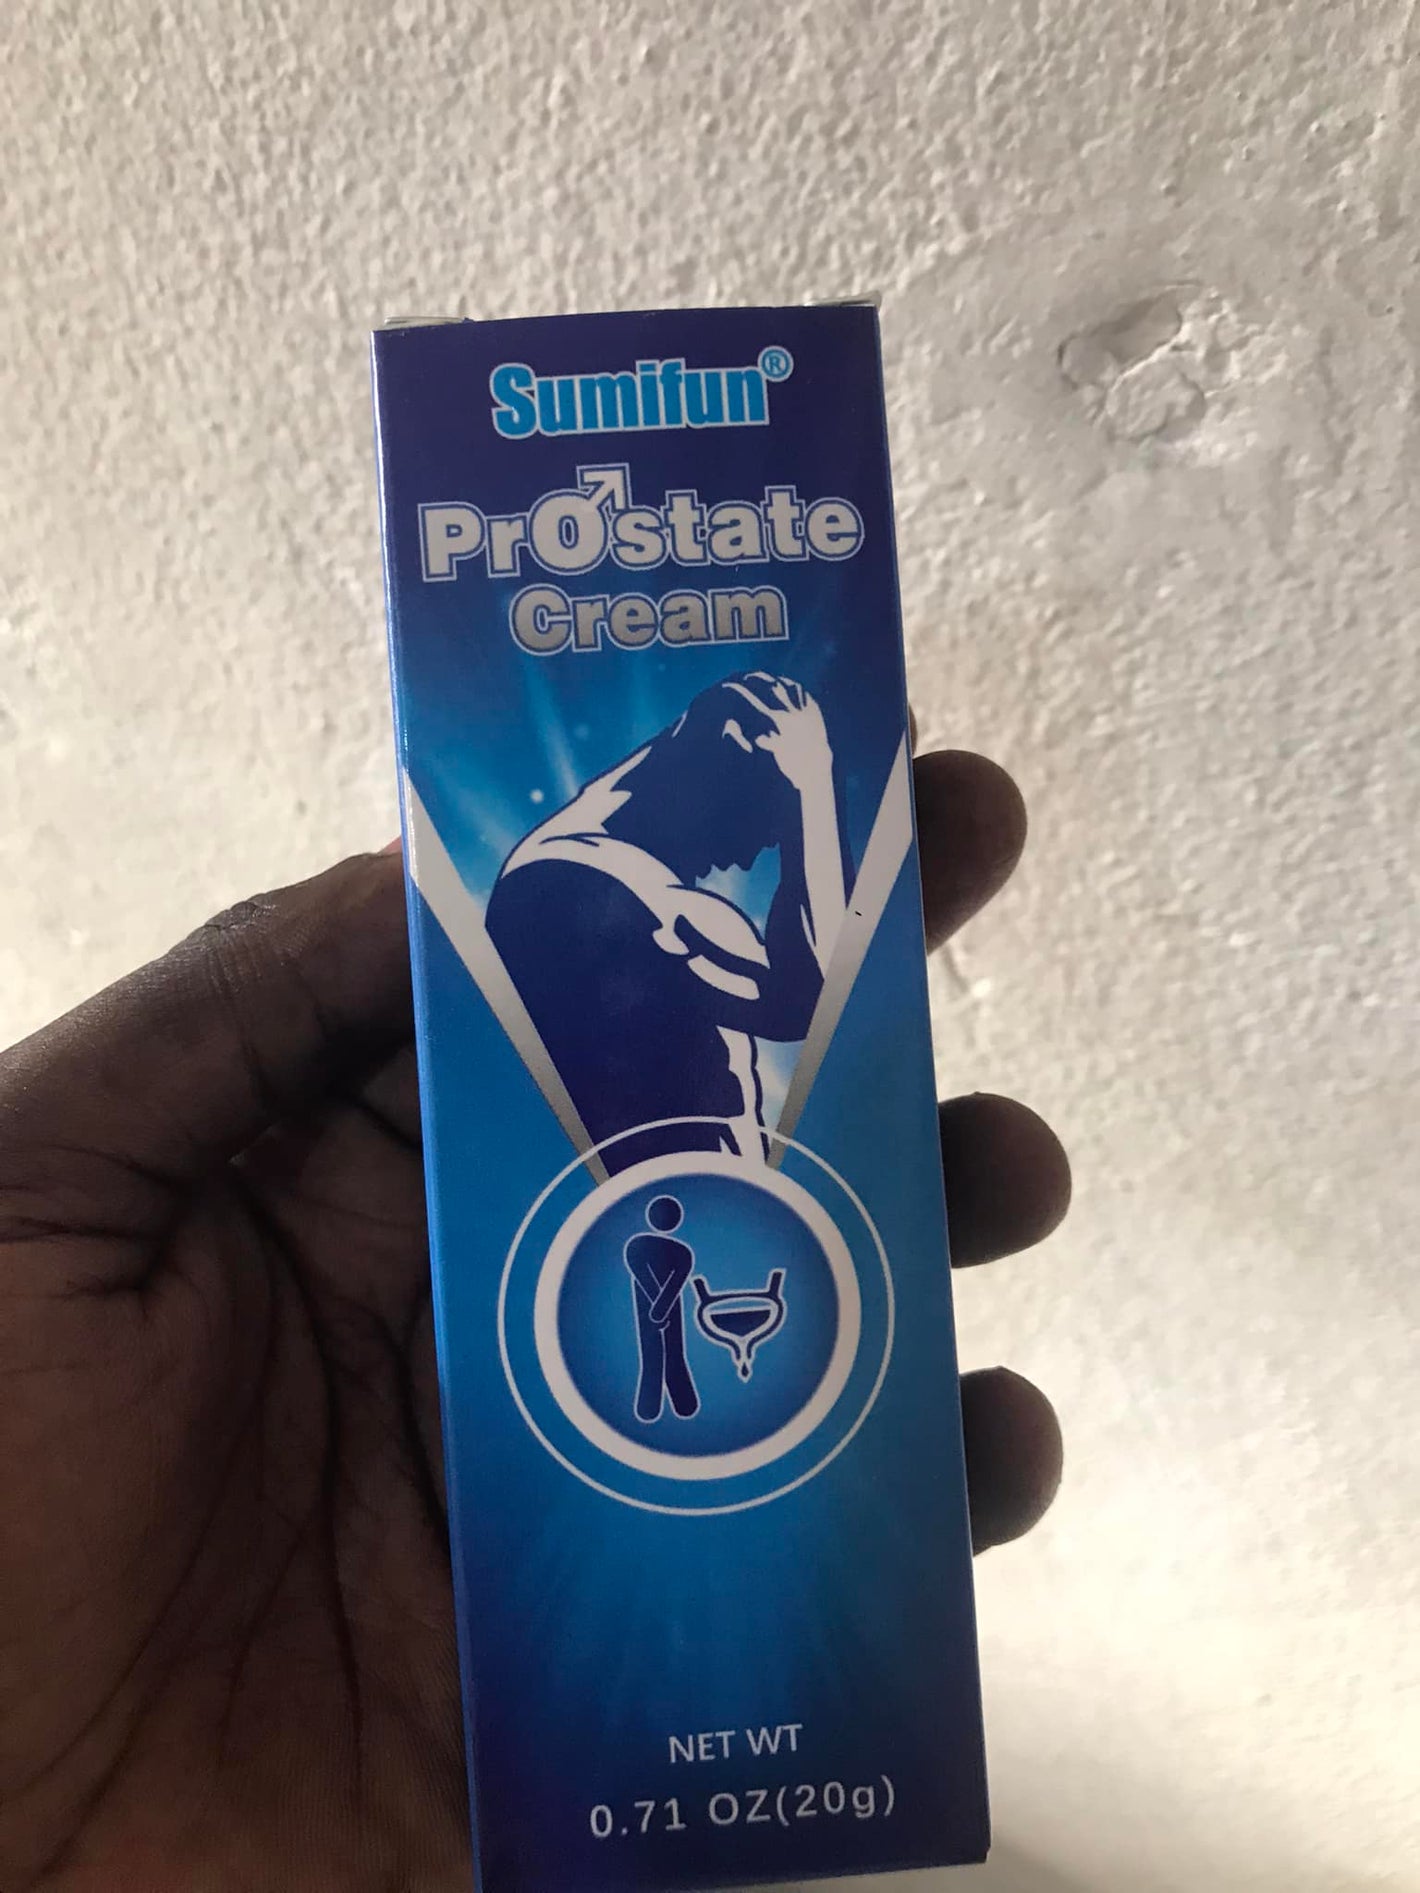 Sumifun®
Prostate
Cream
NET WT
0.71 OZ(20g)